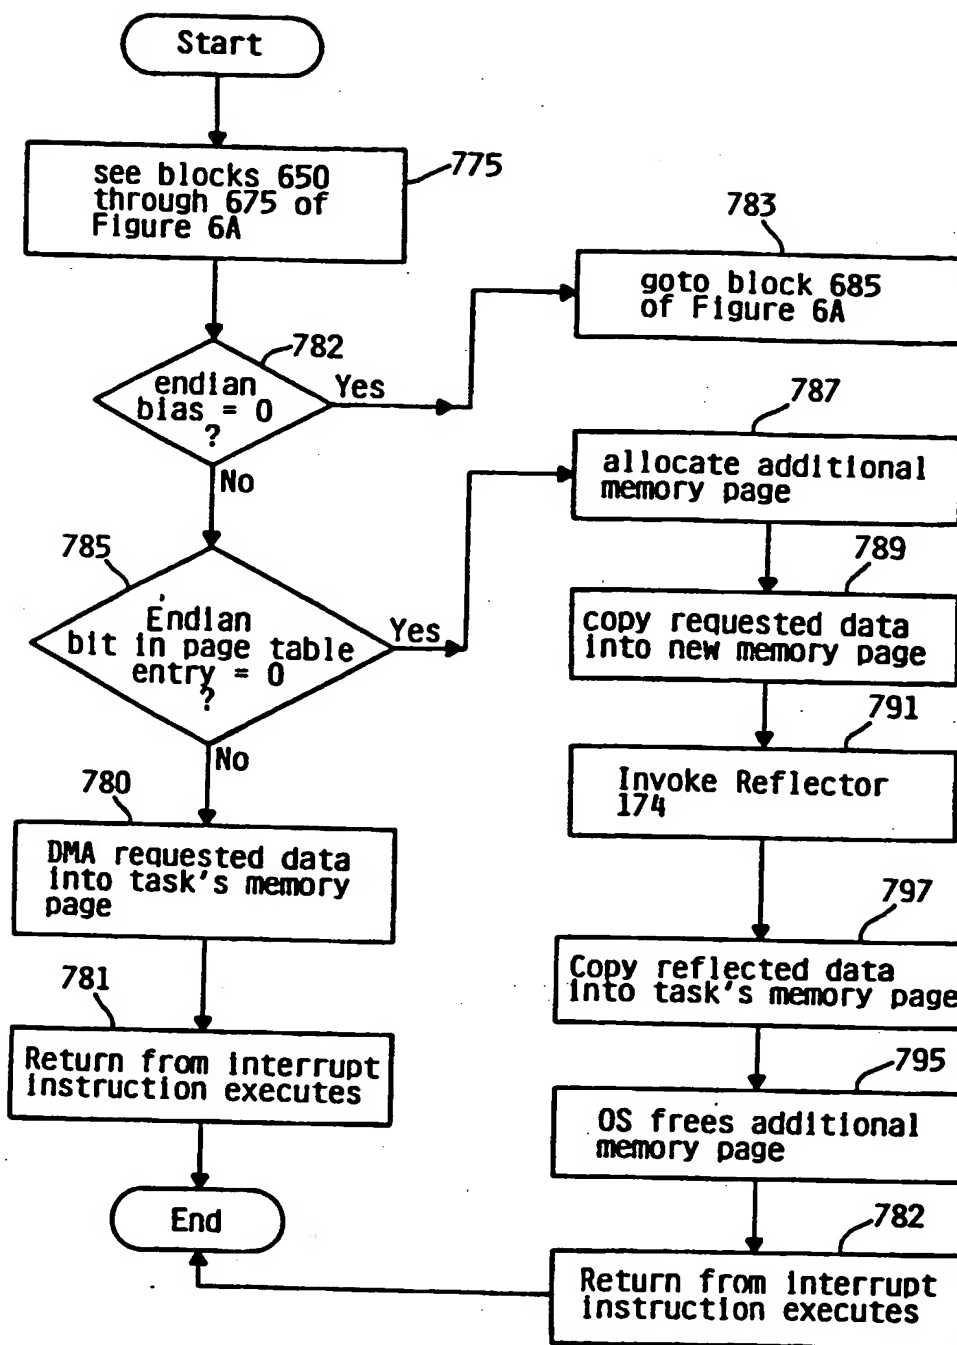 Start
see blocks 650
through 675 of
Figure 6A
775
783
goto block 685
of Figure 6A
782
endian
bias = 0
?
Yes
No
787
allocate additional
memory page
785
Endian
bit in page table
entry = 0
?
Yes
No
789
copy requested data
into new memory page
791
Invoke Reflector
174
780
DMA requested data
into task's memory
page
797
Copy reflected data
into task's memory page
781
Return from interrupt
instruction executes
795
OS frees additional
memory page
End
782
Return from interrupt
instruction executes